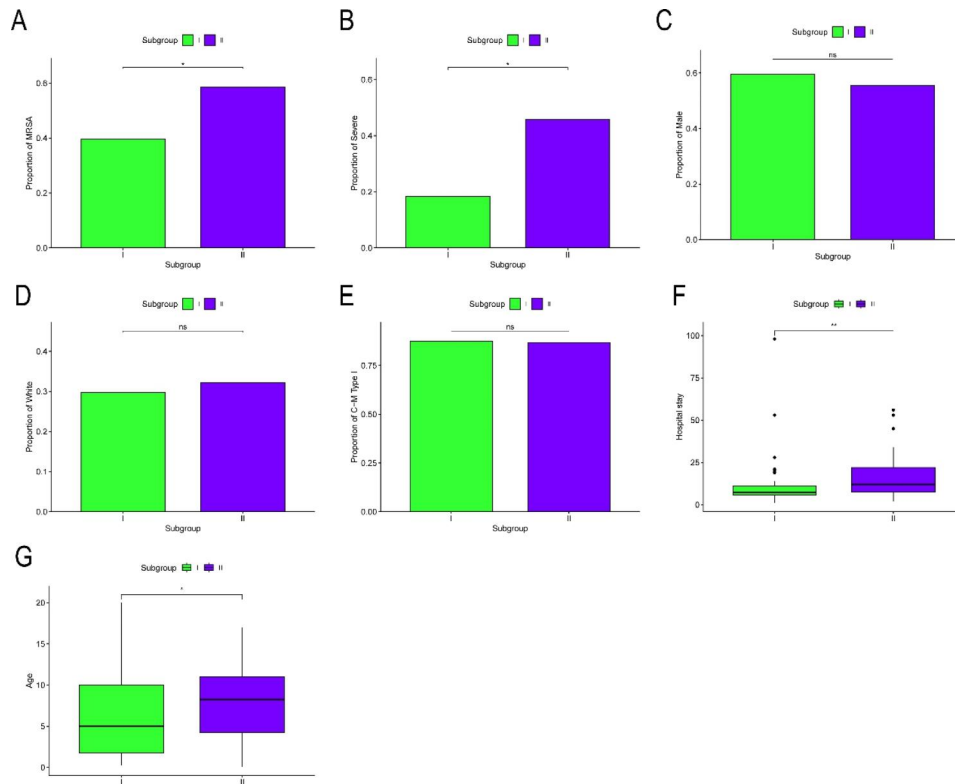 A
Subgroup I II
*
Proportion of MRSA
0.6
0.4
0.2
0.0
I II
Subgroup
B
Subgroup I II
*
Proportion of Severe
0.6
0.4
0.2
0.0
I II
Subgroup
C
Subgroup I II
ns
Proportion of Male
0.6
0.4
0.2
0.0
I II
Subgroup
D
Subgroup I II
ns
Proportion of White
0.4
0.3
0.2
0.1
0.0
I II
Subgroup
E
Subgroup I II
ns
Proportion of C-M Type I
0.75
0.50
0.25
0.00
I II
Subgroup
F
Subgroup I II
**
Hospital stay
100
75
50
25
0
I II
G
Subgroup I II
*
Age
20
15
10
5
0
I II